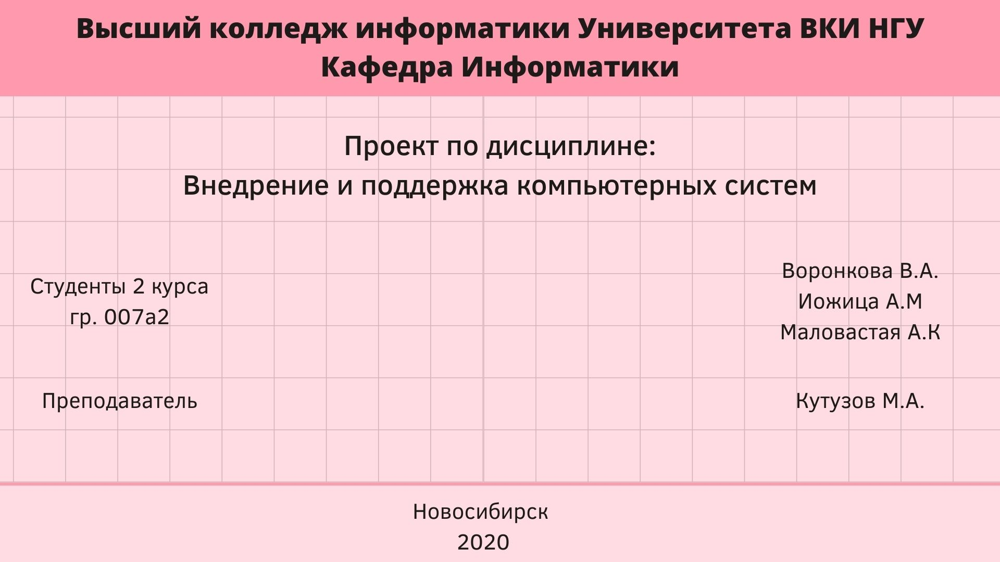 Высший колледж информатики Университета ВКИ НГУ
Кафедра Информатики
Проект по дисциплине:
Внедрение и поддержка компьютерных систем
Студенты 2 курса
гр. 007а2
Воронкова В.А.
Иожица А.М
Маловастая А.К
Преподаватель
Кутузов М.А.
Новосибирск
2020